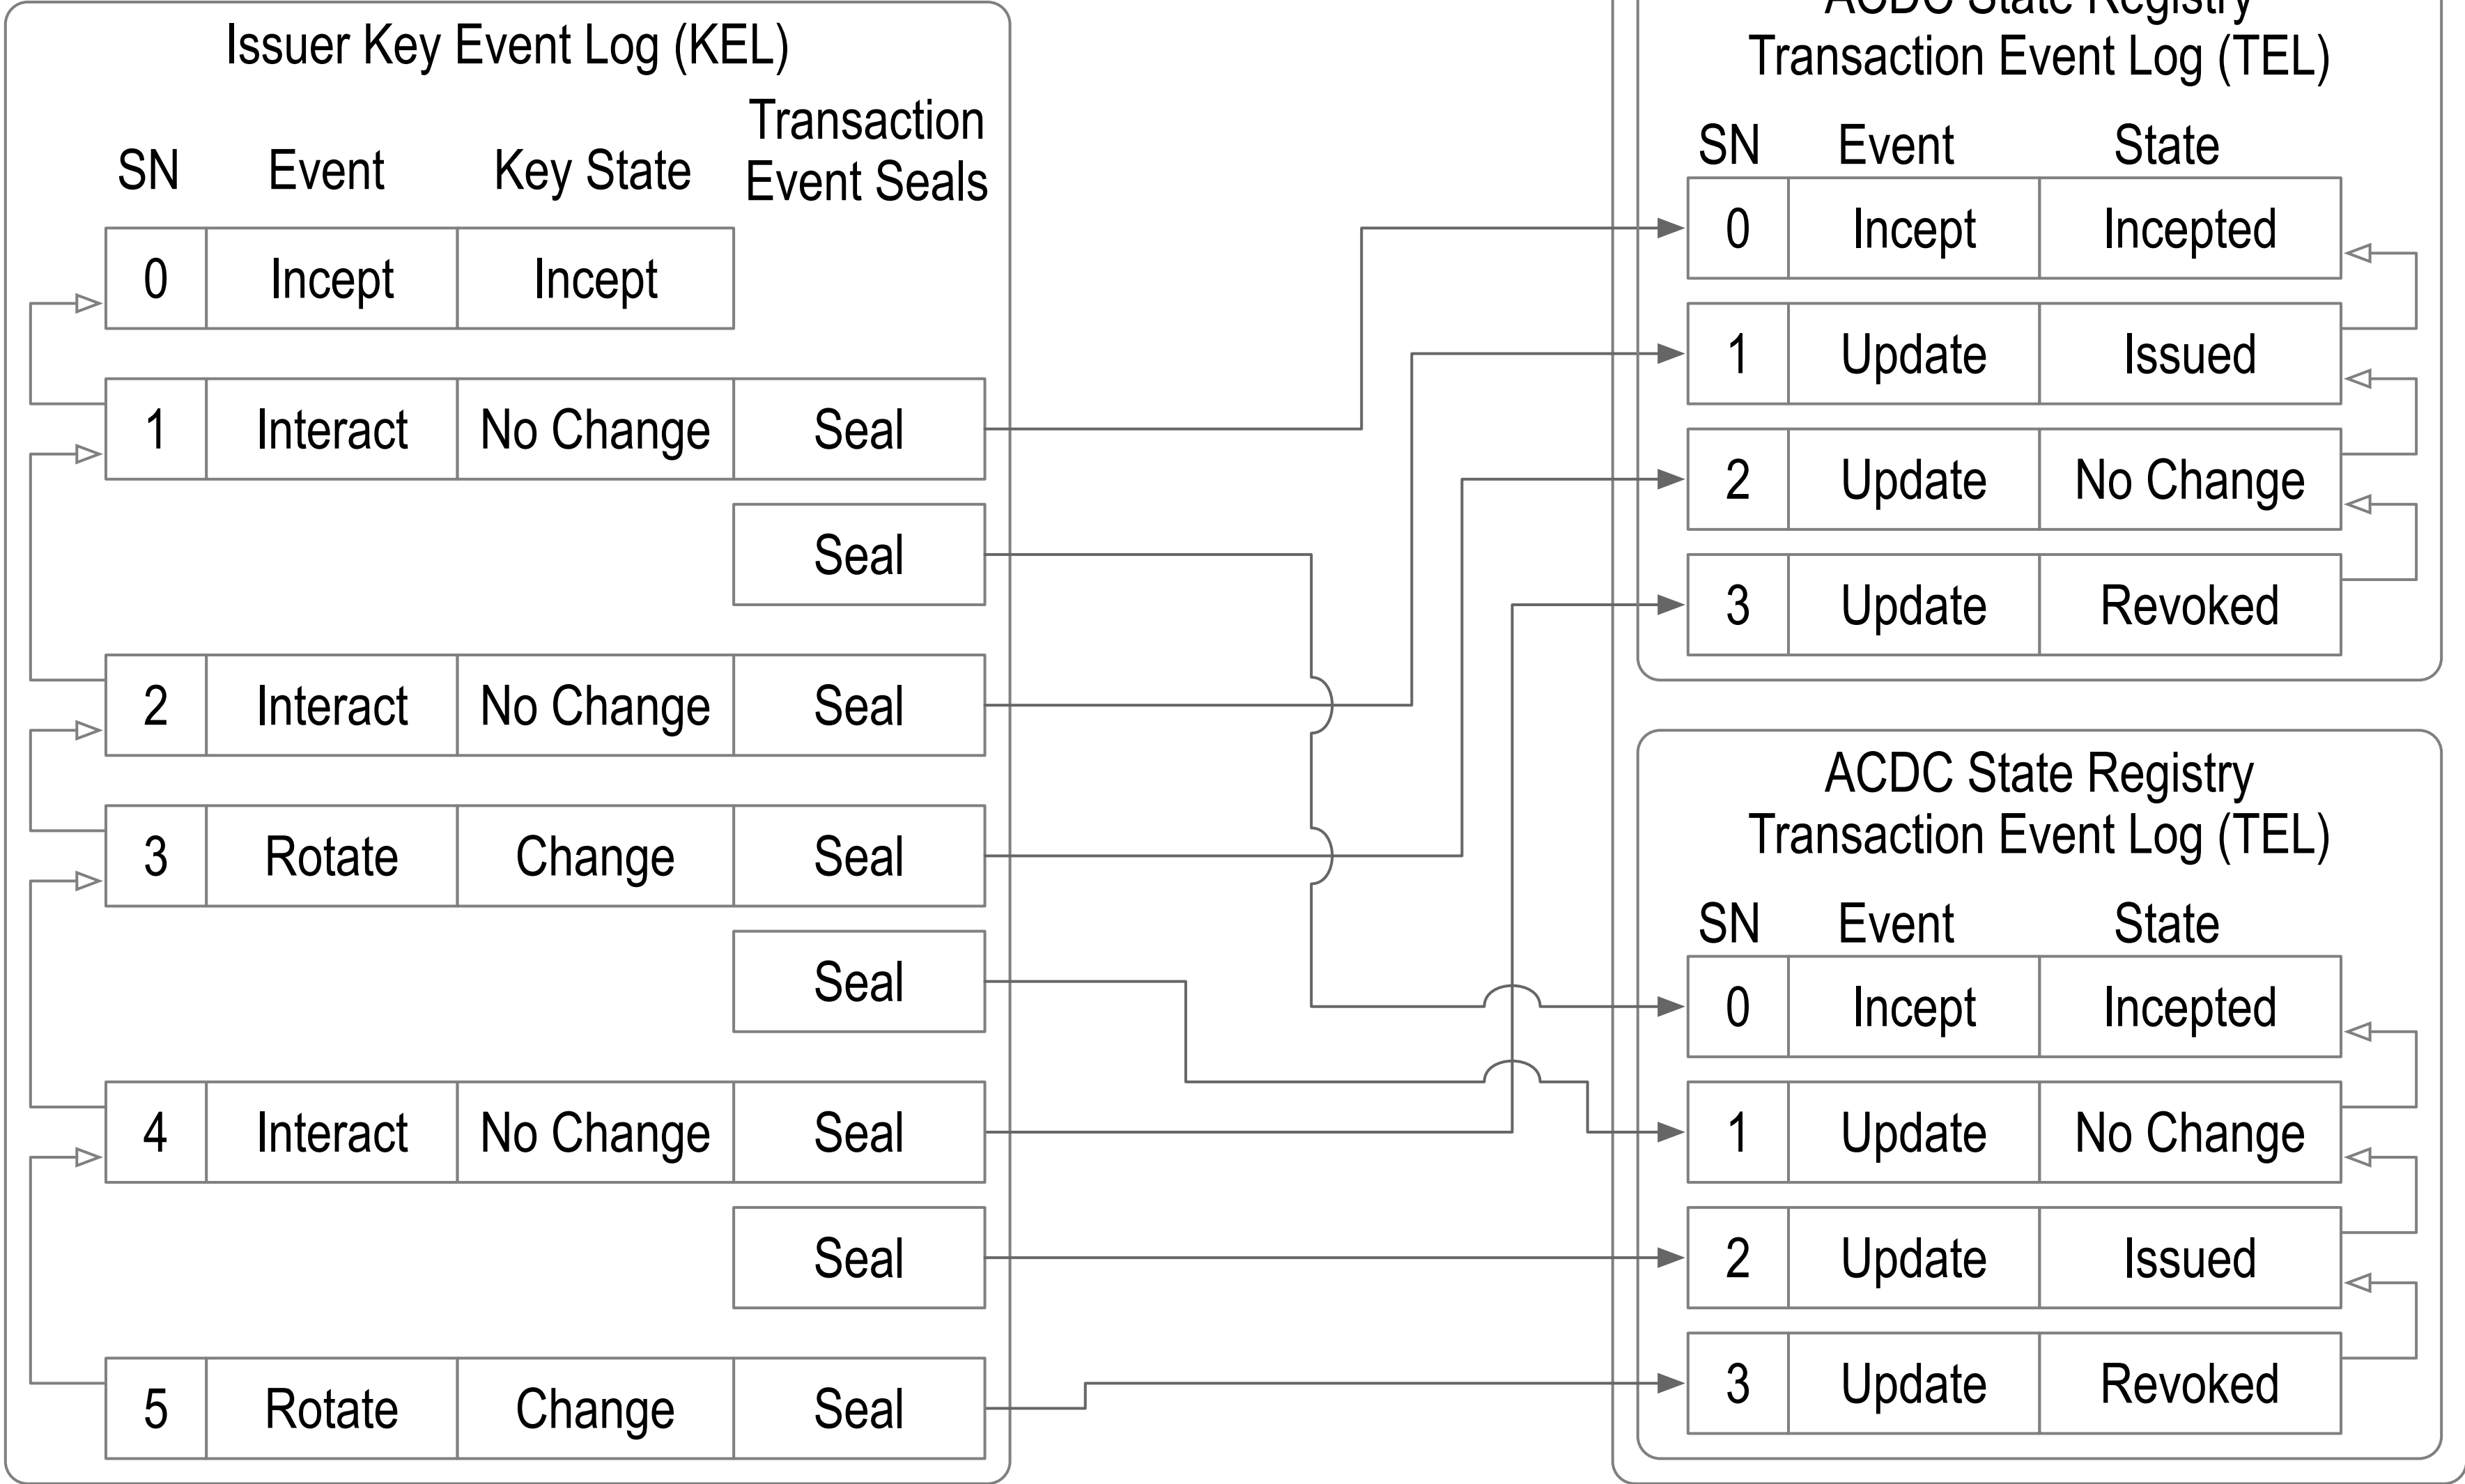 Issuer Key Event Log (KEL)
Transaction
Event Seals
SN Event Key State
0 Incept Incept
1 Interact No Change Seal
Seal
2 Interact No Change Seal
3 Rotate Change Seal
Seal
4 Interact No Change Seal
Seal
5 Rotate Change Seal
ACDC State Registry
Transaction Event Log (TEL)
SN Event State
0 Incept Incepted
1 Update Issued
2 Update No Change
3 Update Revoked
ACDC State Registry
Transaction Event Log (TEL)
SN Event State
0 Incept Incepted
1 Update No Change
2 Update Issued
3 Update Revoked